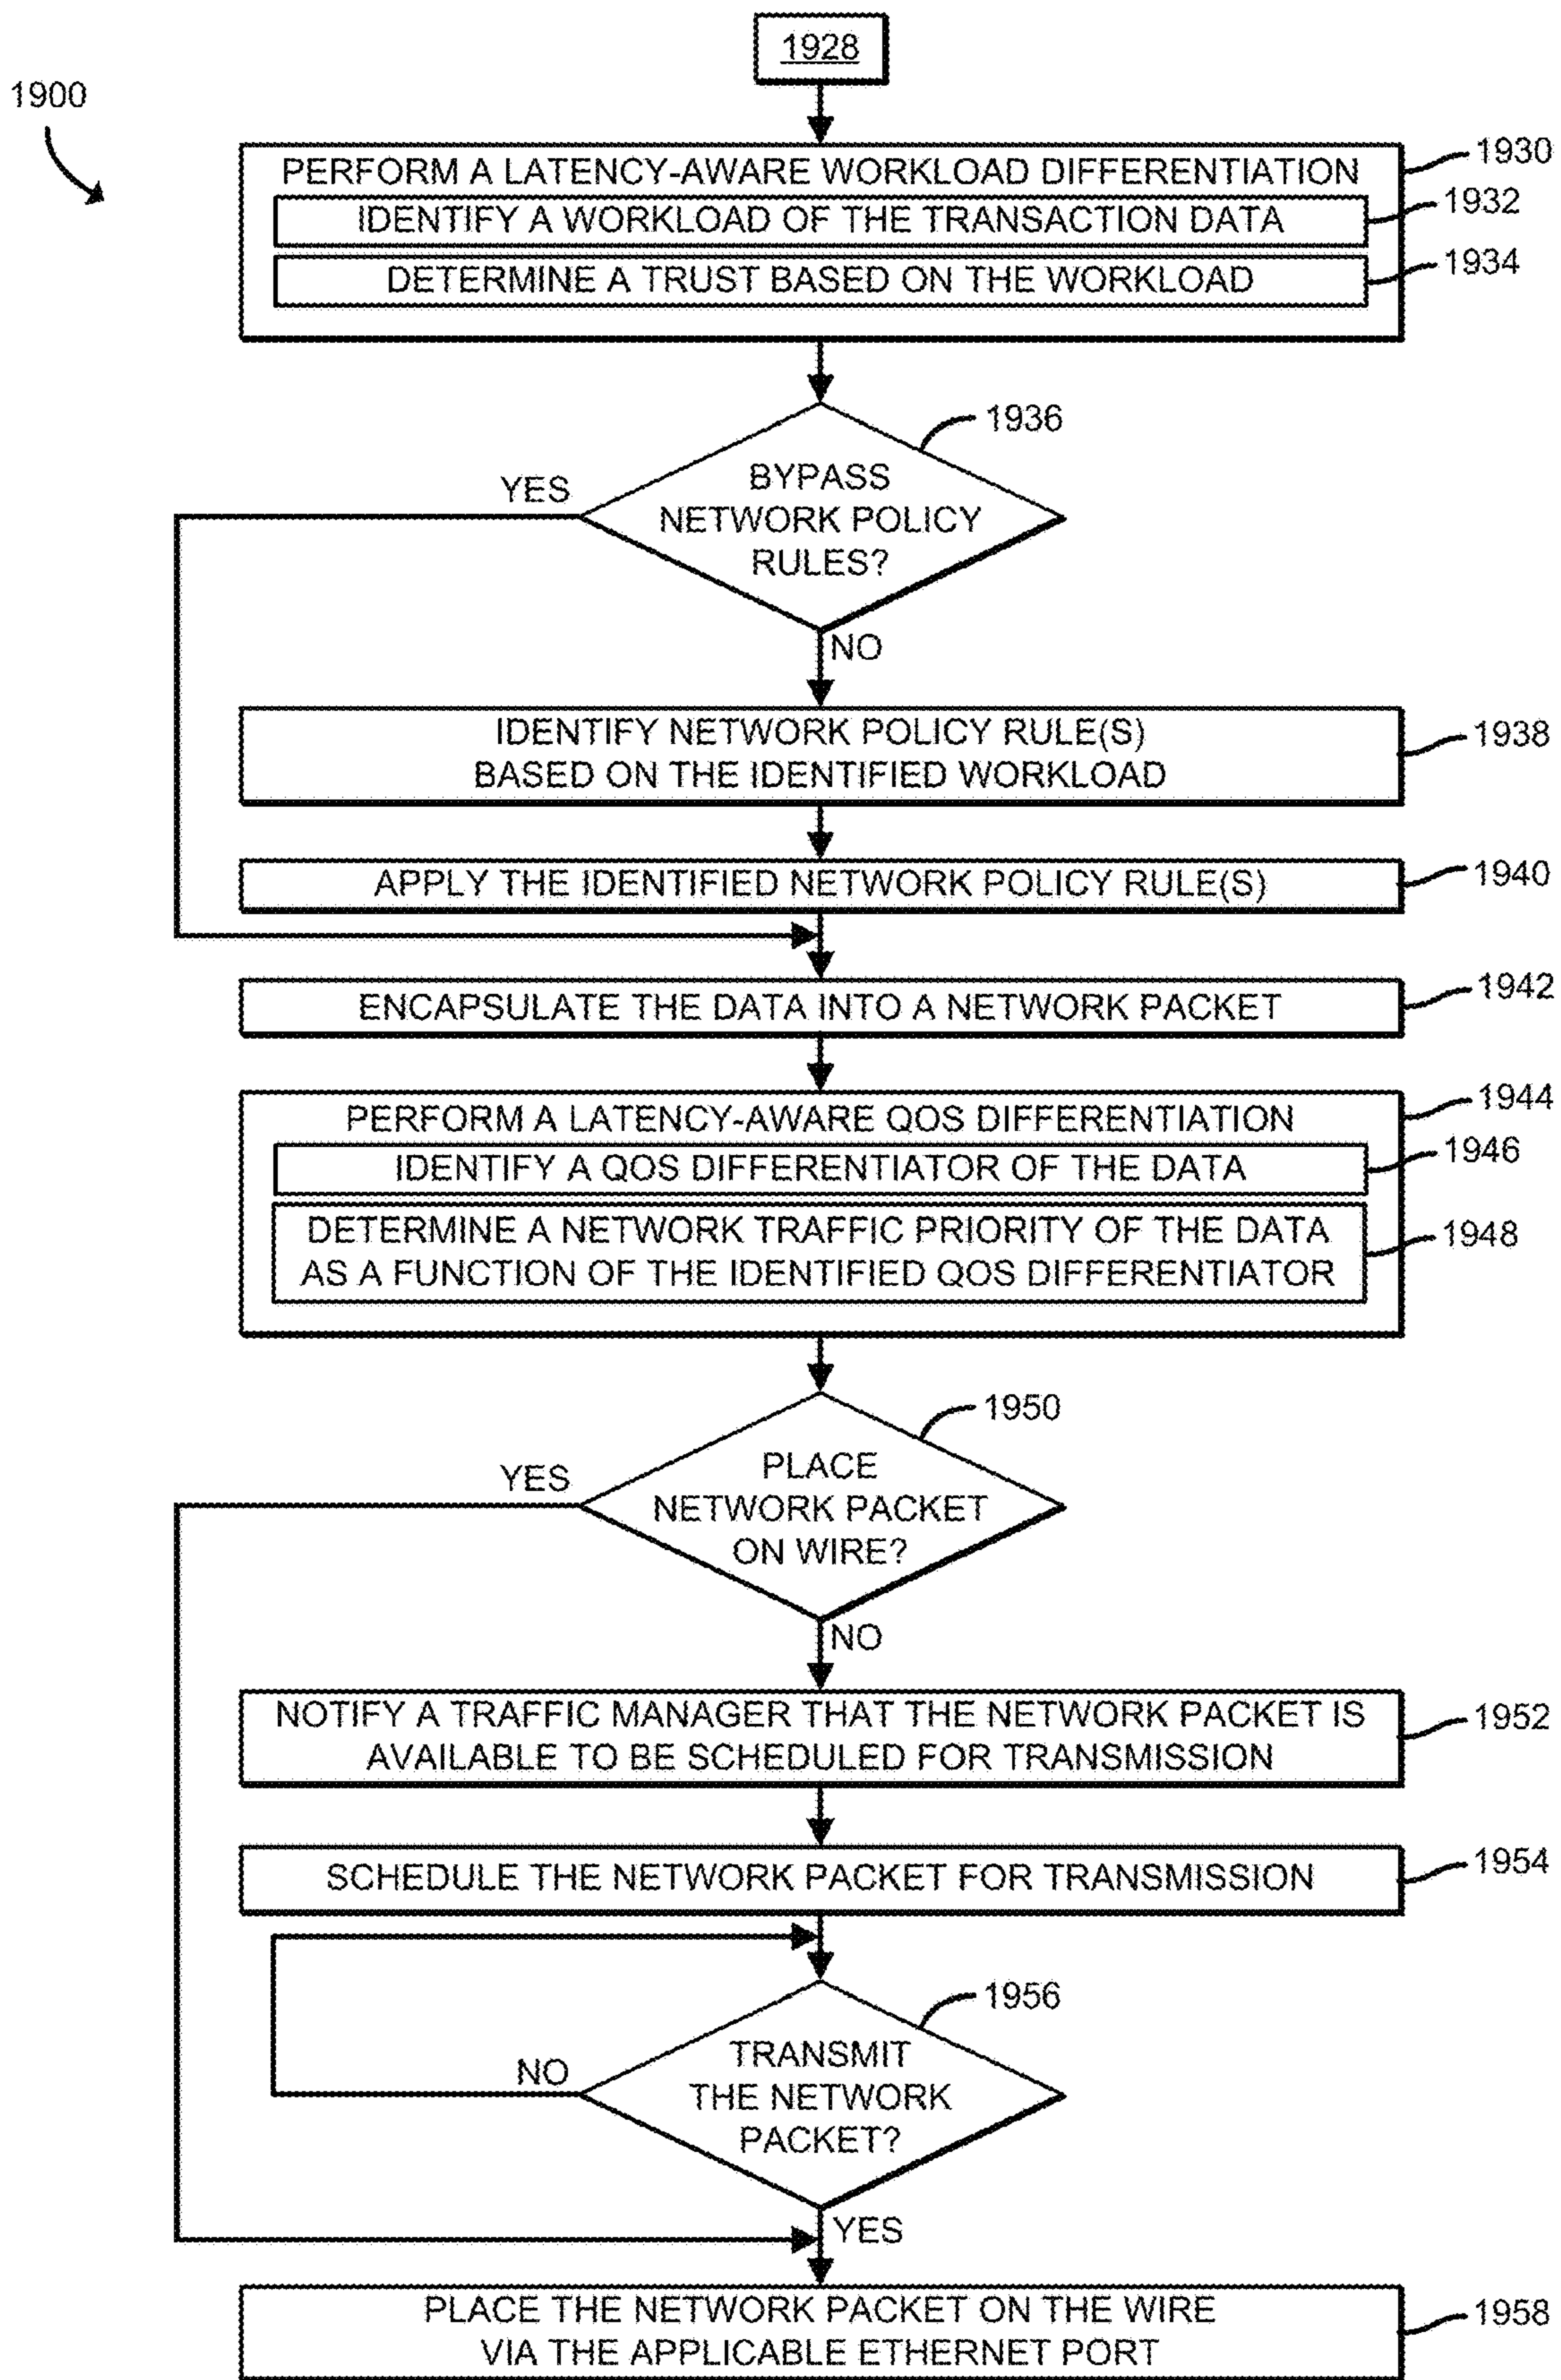 1928
1900
PERFORM A LATENCY-AWARE WORKLOAD DIFFERENTIATION
1930
IDENTIFY A WORKLOAD OF THE TRANSACTION DATA
1932
DETERMINE A TRUST BASED ON THE WORKLOAD
1934
1936
BYPASS
NETWORK POLICY
RULES?
YES
NO
IDENTIFY NETWORK POLICY RULE(S)
BASED ON THE IDENTIFIED WORKLOAD
1938
APPLY THE IDENTIFIED NETWORK POLICY RULE(S)
1940
ENCAPSULATE THE DATA INTO A NETWORK PACKET
1942
PERFORM A LATENCY-AWARE QOS DIFFERENTIATION
1944
IDENTIFY A QOS DIFFERENTIATOR OF THE DATA
1946
DETERMINE A NETWORK TRAFFIC PRIORITY OF THE DATA
AS A FUNCTION OF THE IDENTIFIED QOS DIFFERENTIATOR
1948
1950
PLACE
NETWORK PACKET
ON WIRE?
YES
NO
NOTIFY A TRAFFIC MANAGER THAT THE NETWORK PACKET IS
AVAILABLE TO BE SCHEDULED FOR TRANSMISSION
1952
SCHEDULE THE NETWORK PACKET FOR TRANSMISSION
1954
1956
TRANSMIT
THE NETWORK
PACKET?
NO
YES
PLACE THE NETWORK PACKET ON THE WIRE
VIA THE APPLICABLE ETHERNET PORT
1958